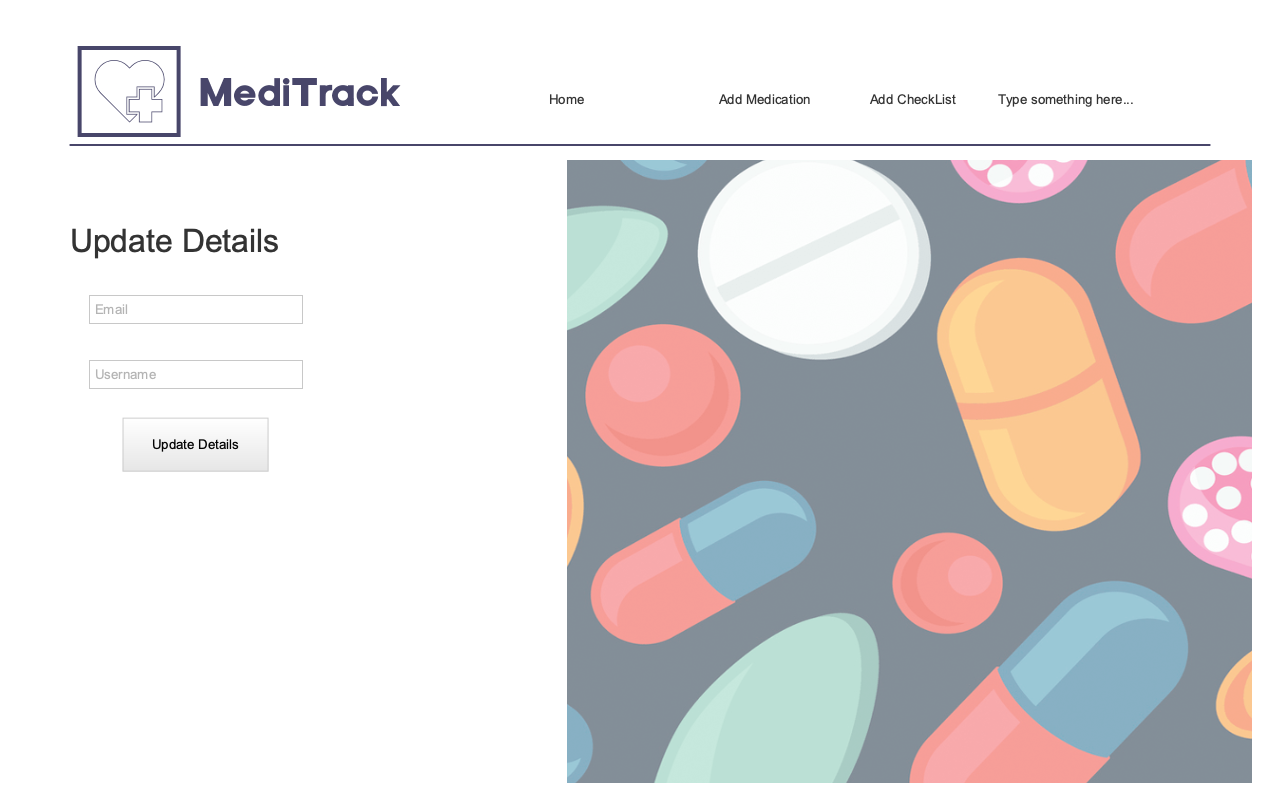 MediTrack
Home
Add Medication
Add CheckList
Type something here...
Update Details
Email
Username
Update Details